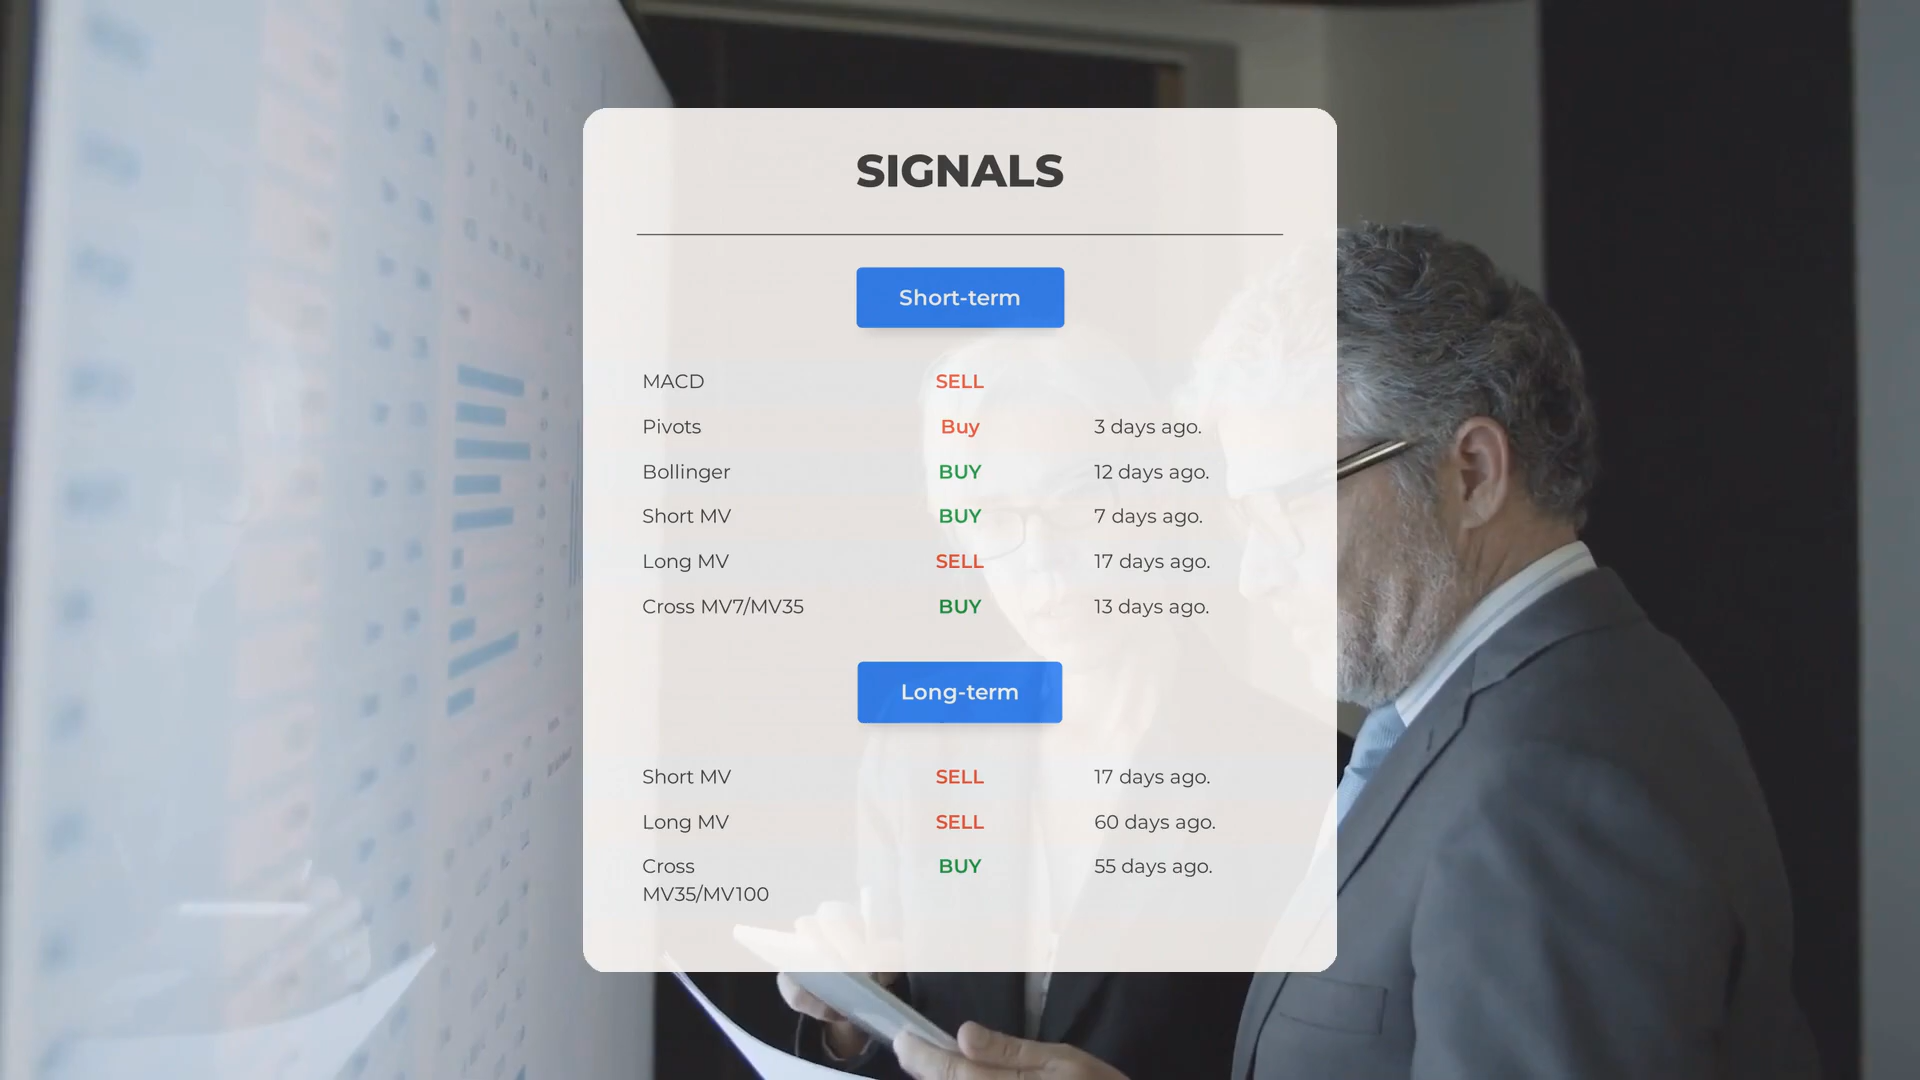 SIGNALS
Short-term
MACD SELL
Pivots Buy 3 days ago.
Bollinger BUY 12 days ago.
Short MV BUY 7 days ago.
Long MV SELL 17 days ago.
Cross MV7/MV35 BUY 13 days ago.
Long-term
Short MV SELL 17 days ago.
Long MV SELL 60 days ago.
Cross BUY 55 days ago.
MV35/MV100